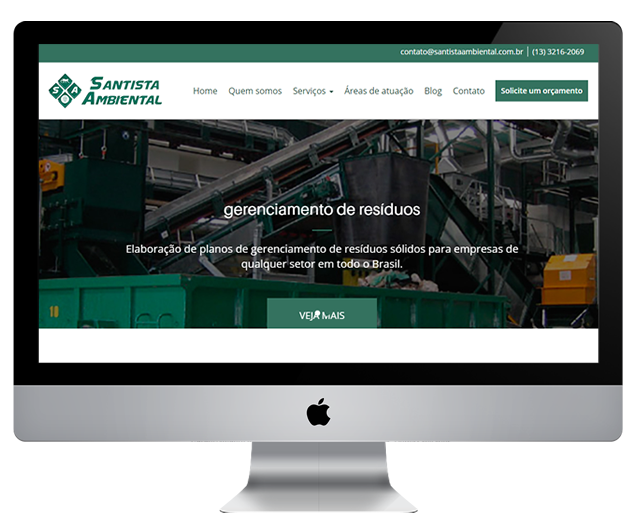 contato@santistaambiental.com.br | (13) 3216-2069
SANTISTA
AMBIENTAL
S A
Home Quem somos Serviços Áreas de atuação Blog Contato Solicite um orçamento
gerenciamento de resíduos
Elaboração de planos de gerenciamento de resíduos sólidos para empresas de
qualquer setor em todo o Brasil.
VEJA MAIS